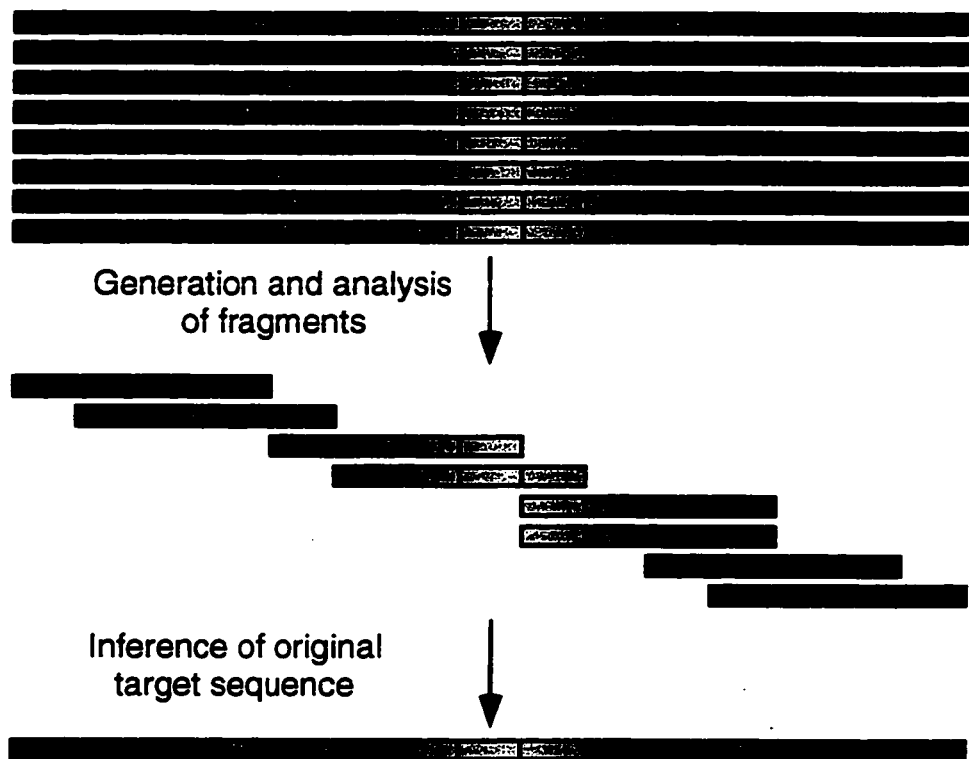 Generation and analysis
of fragments
Inference of original
target sequence